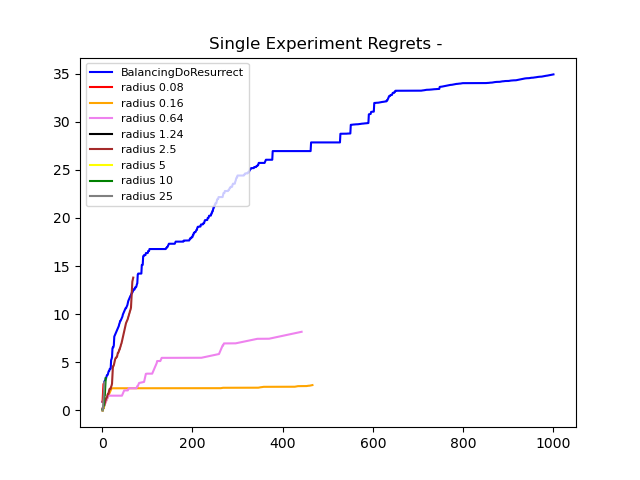 Single Experiment Regrets -
35
30
25
20
15
10
5
0
BalancingDoResurrect
radius 0.08
radius 0.16
radius 0.64
radius 1.24
radius 2.5
radius 5
radius 10
radius 25
0 200 400 600 800 1000